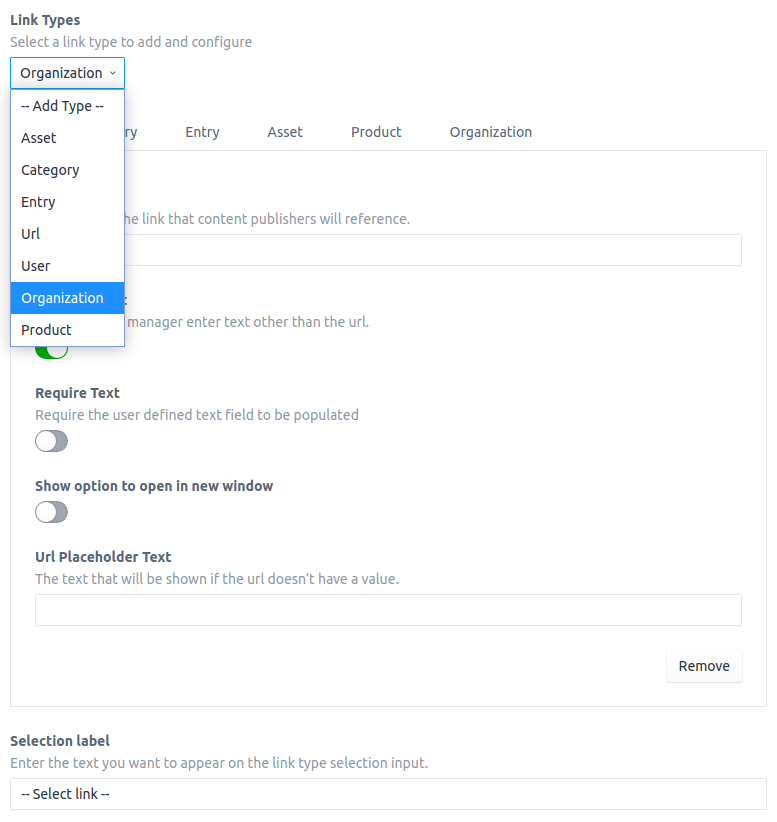 Link Types
Select a link type to add and configure
Organization
-- Add Type --
Asset
Category
Entry
Url
User
Organization
Product
ry Entry Asset Product Organization
he link that content publishers will reference.
manager enter text other than the url.
Require Text
Require the user defined text field to be populated
Show option to open in new window
Url Placeholder Text
The text that will be shown if the url doesn’t have a value.
Remove
Selection label
Enter the text you want to appear on the link type selection input.
-- Select link --